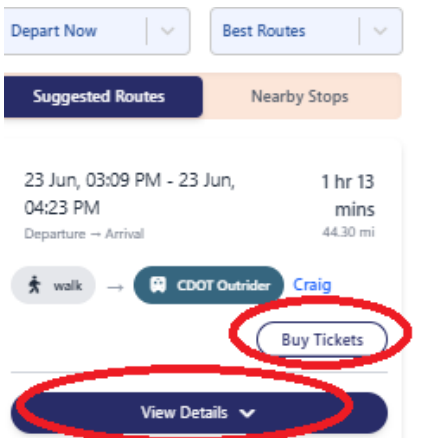 Depart Now
Best Routes
Suggested Routes
Nearby Stops
23 Jun, 03:09 PM - 23 Jun,
04:23 PM
1 hr 13
mins
Departure → Arrival
44.30 mi
walk → CDOT Outrider Craig
Buy Tickets
View Details